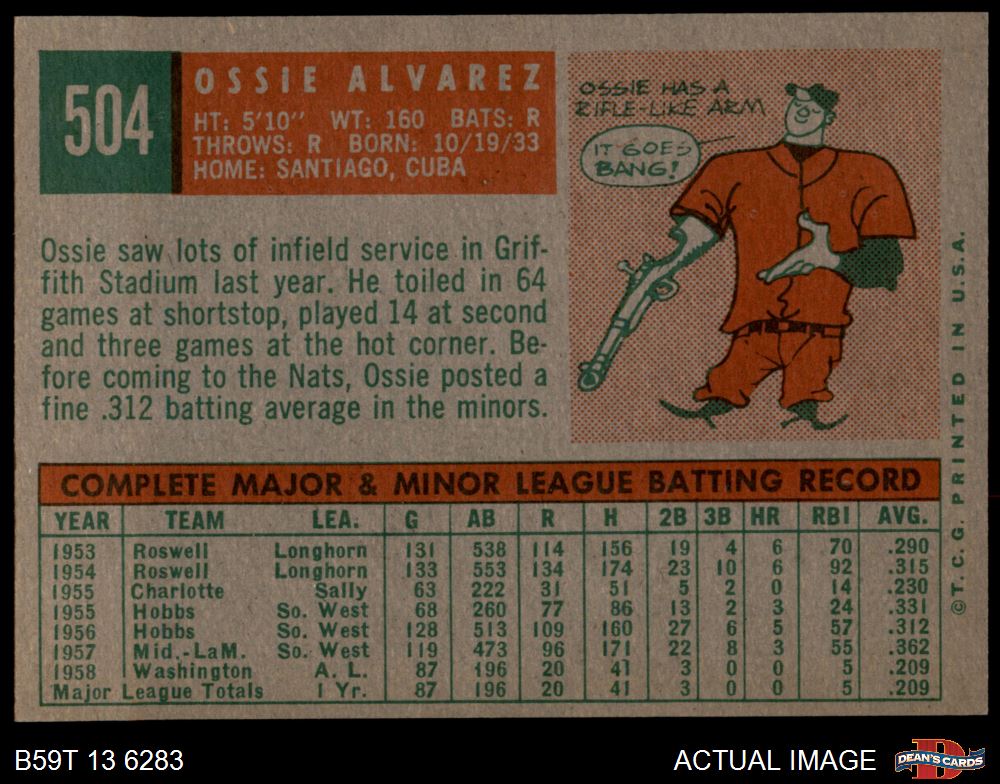 504
OSSIE ALVAREZ
HT: 5'10" WT: 160 BATS: R
THROWS: R BORN: 10/19/33
HOME: SANTIAGO, CUBA
OSSIE HAS A
RIFLE-LIKE ARM
IT GOES
BANG!
Ossie saw lots of infield service in Grif-
fith Stadium last year. He toiled in 64
games at shortstop, played 14 at second
and three games at the hot corner. Be-
fore coming to the Nats, Ossie posted a
fine .312 batting average in the minors.
COMPLETE MAJOR & MINOR LEAGUE BATTING RECORD
YEAR TEAM LEA. G AB R H 2B 3B HR RBI AVG.
1953 Roswell Longhorn 131 538 114 156 19 4 6 70 .290
1954 Roswell Longhorn 133 553 134 174 23 10 6 92 .315
1955 Charlotte Sally 63 222 31 51 5 2 0 14 .230
1955 Hobbs So. West 68 260 77 86 13 2 3 24 .331
1956 Hobbs So. West 128 513 109 160 27 6 5 57 .312
1957 Mid.-LaM. So. West 119 473 96 171 22 8 3 55 .362
1958 Washington A. L. 87 196 20 41 3 0 0 5 .209
Major League Totals 1 Yr. 87 196 20 41 3 0 0 5 .209
© T. C. G. PRINTED IN U.S.A.
B59T 13 6283
ACTUAL IMAGE
DEAN'S CARDS